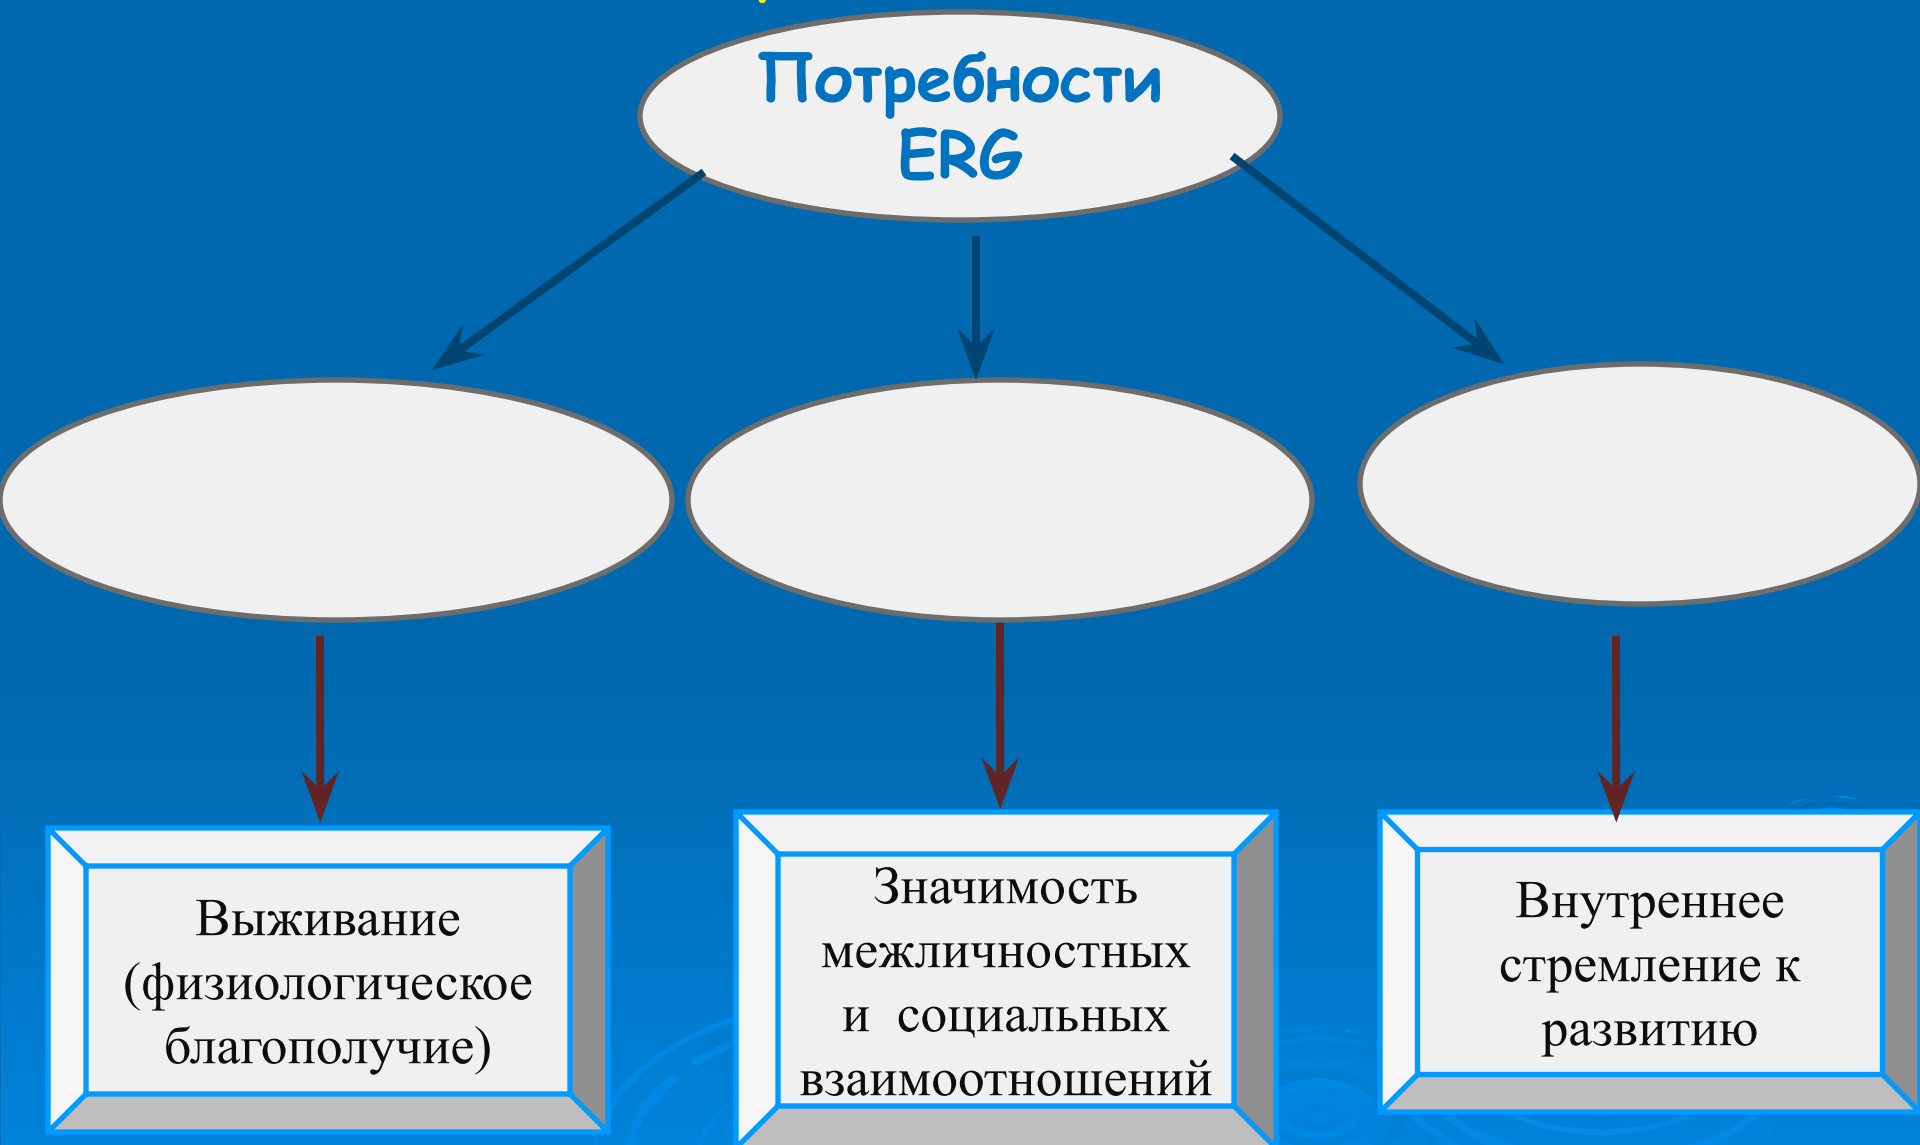 Потребности
ERG
Выживание
(физиологическое
благополучие)
Значимость
межличностных
и социальных
взаимоотношений
Внутреннее
стремление к
развитию